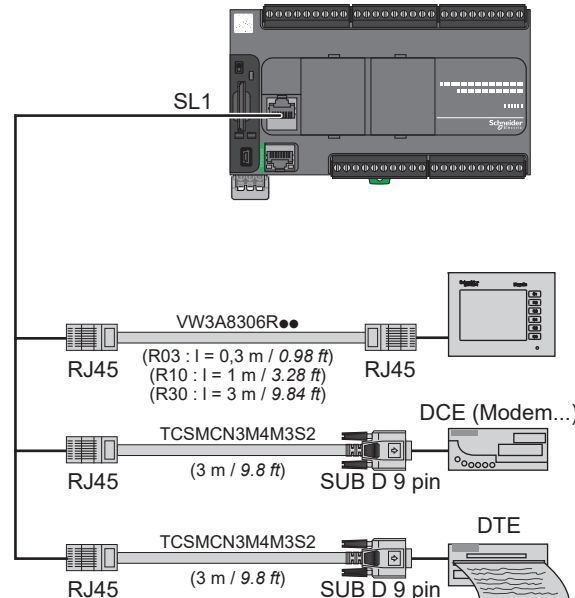 Schneider
Electric
SL1
VW3A8306R●●
(R03 : l = 0,3 m / 0.98 ft)
(R10 : l = 1 m / 3.28 ft)
(R30 : l = 3 m / 9.84 ft)
RJ45
RJ45
DCE (Modem...)
TCSMCN3M4M3S2
(3 m / 9.8 ft)
RJ45
SUB D 9 pin
DTE
TCSMCN3M4M3S2
(3 m / 9.8 ft)
RJ45
SUB D 9 pin